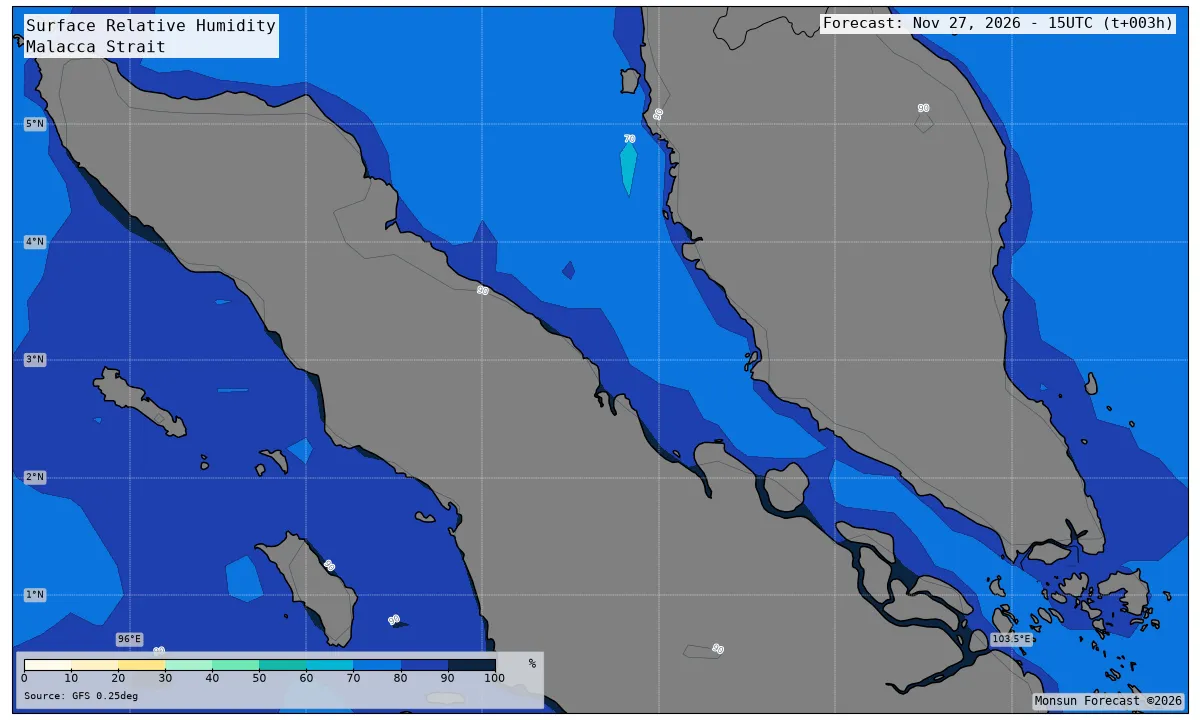 Surface Relative Humidity
Malacca Strait
Forecast: Nov 27, 2026 - 15UTC (t+003h)
90
90
70
5°N
4°N
90
3°N
2°N
90
1°N
90
96°E
103.5°E
90
90
%
0 10 20 30 40 50 60 70 80 90 100
Source: GFS 0.25deg
Monsun Forecast ©2026